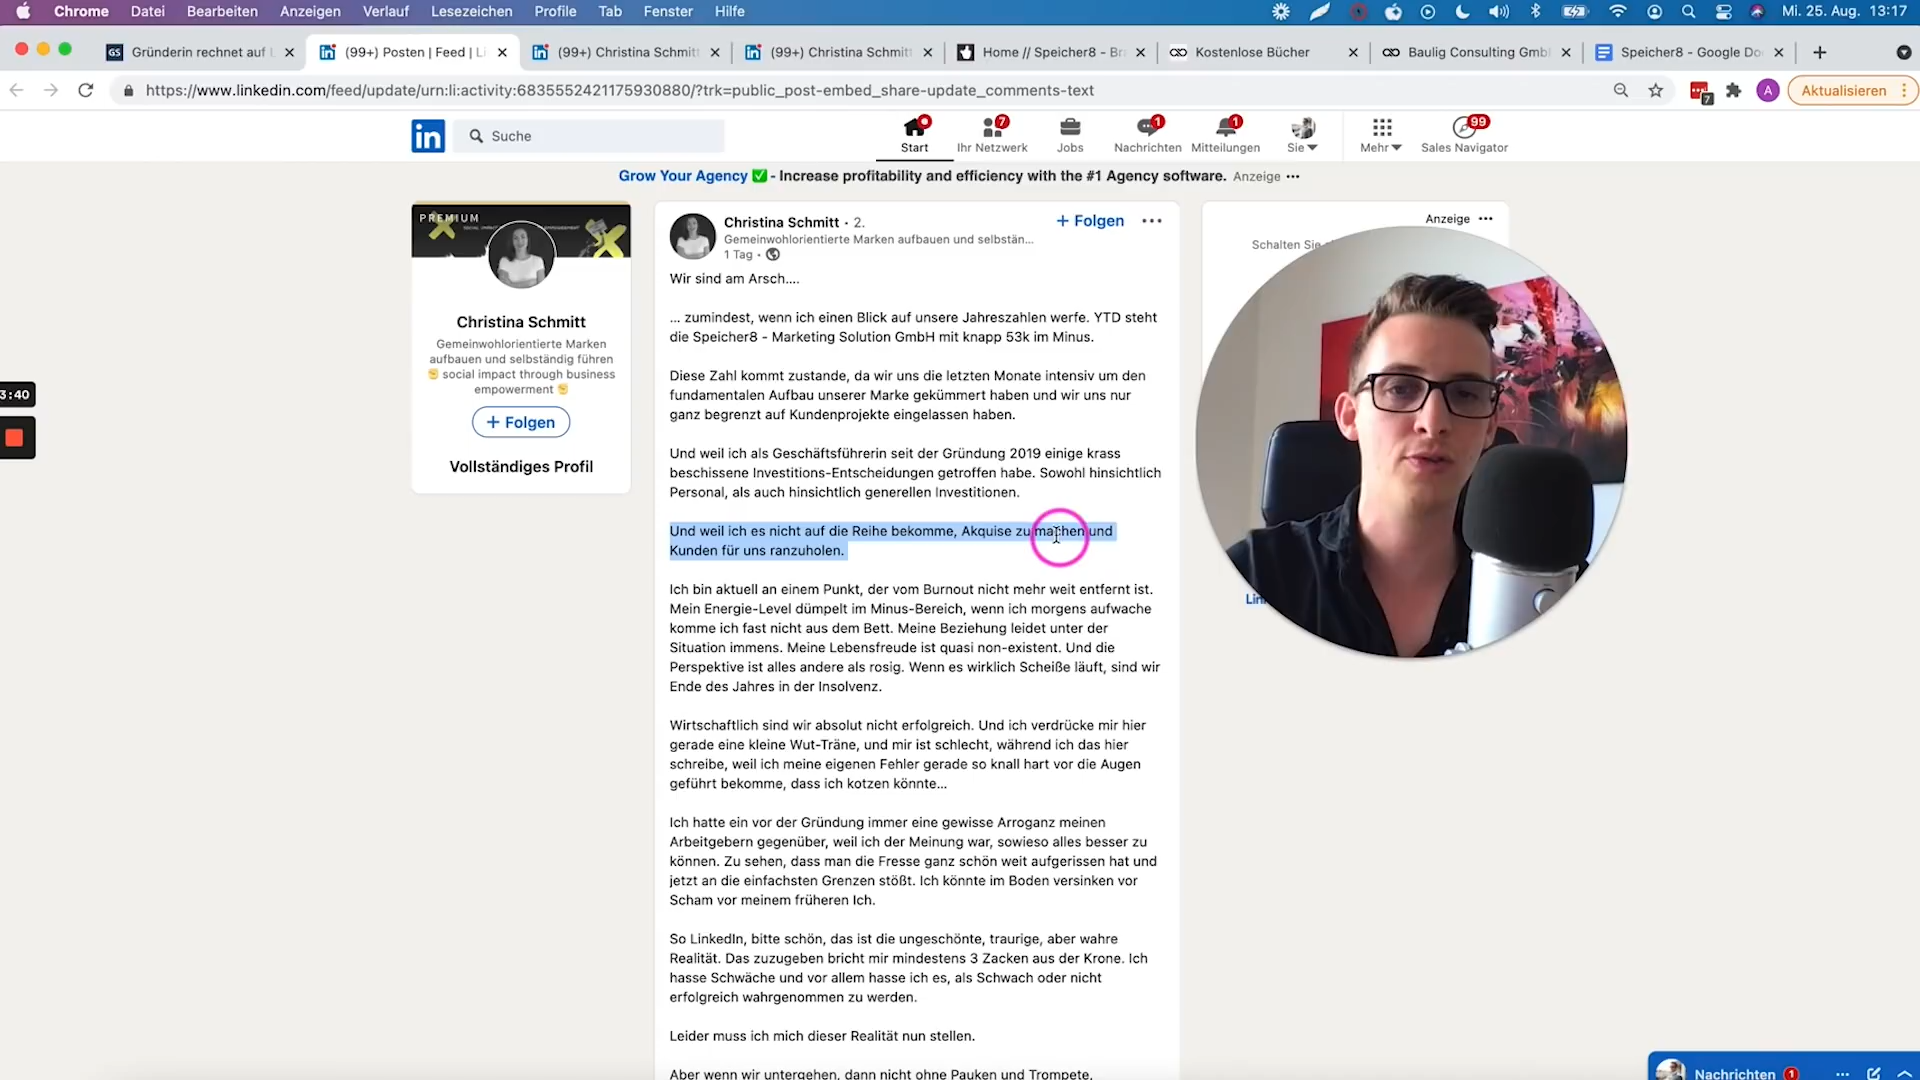 Chrome Datei Bearbeiten Anzeigen Verlauf Lesezeichen Profile Tab Fenster Hilfe Mi. 25. Aug. 13:17
Gründerin rechnet auf L (99+) Posten | Feed | Li (99+) Christina Schmit (99+) Christina Schmit Home // Speicher8 - Br Kostenlose Bücher Baulig Consulting Gmb Speicher8 - Google Do
https://www.linkedin.com/feed/update/urn:li:activity:6835552421175930880/?trk=public_post-embed_share-update_comments-text 7 A Aktualisieren
in Suche Start 7 Ihr Netzwerk Jobs 1 Nachrichten 1 Mitteilungen Sie Mehr 99 Sales Navigator
Grow Your Agency ✅ - Increase profitability and efficiency with the #1 Agency software. Anzeige •••
PREMIUM
Christina Schmitt
Gemeinwohlorientierte Marken
aufbauen und selbständig führen
✊ social impact through business
empowerment ✊
+ Folgen
Vollständiges Profil
3:40
Christina Schmitt · 2.
+ Folgen •••
Gemeinwohlorientierte Marken aufbauen und selbstän...
1 Tag •
Wir sind am Arsch....
... zumindest, wenn ich einen Blick auf unsere Jahreszahlen werfe. YTD steht
die Speicher8 - Marketing Solution GmbH mit knapp 53k im Minus.
Diese Zahl kommt zustande, da wir uns die letzten Monate intensiv um den
fundamentalen Aufbau unserer Marke gekümmert haben und wir uns nur
ganz begrenzt auf Kundenprojekte eingelassen haben.
Und weil ich als Geschäftsführerin seit der Gründung 2019 einige krass
beschissene Investitions-Entscheidungen getroffen habe. Sowohl hinsichtlich
Personal, als auch hinsichtlich generellen Investitionen.
Und weil ich es nicht auf die Reihe bekomme, Akquise zu machen und
Kunden für uns ranzuholen.
Ich bin aktuell an einem Punkt, der vom Burnout nicht mehr weit entfernt ist.
Mein Energie-Level dümpelt im Minus-Bereich, wenn ich morgens aufwache
komme ich fast nicht aus dem Bett. Meine Beziehung leidet unter der
Situation immens. Meine Lebensfreude ist quasi non-existent. Und die
Perspektive ist alles andere als rosig. Wenn es wirklich Scheiße läuft, sind wir
Ende des Jahres in der Insolvenz.
Wirtschaftlich sind wir absolut nicht erfolgreich. Und ich verdrücke mir hier
gerade eine kleine Wut-Träne, und mir ist schlecht, während ich das hier
schreibe, weil ich meine eigenen Fehler gerade so knall hart vor die Augen
geführt bekomme, dass ich kotzen könnte...
Ich hatte ein vor der Gründung immer eine gewisse Arroganz meinen
Arbeitgebern gegenüber, weil ich der Meinung war, sowieso alles besser zu
können. Zu sehen, dass man die Fresse ganz schön weit aufgerissen hat und
jetzt an die einfachsten Grenzen stößt. Ich könnte im Boden versinken vor
Scham vor meinem früheren Ich.
So LinkedIn, bitte schön, das ist die ungeschönte, traurige, aber wahre
Realität. Das zuzugeben bricht mir mindestens 3 Zacken aus der Krone. Ich
hasse Schwäche und vor allem hasse ich es, als Schwach oder nicht
erfolgreich wahrgenommen zu werden.
Leider muss ich mich dieser Realität nun stellen.
Aber wenn wir untergehen, dann nicht ohne Pauken und Trompete.
Anzeige •••
Schalten Sie
Lin
Nachrichten 1 •••